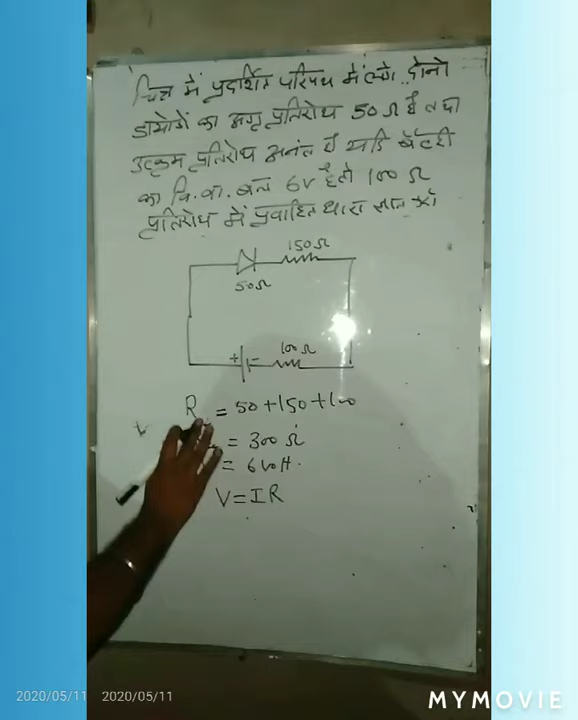 चित्र में प्रदर्शित परिपथ में लगे दोनो
डायोडों का अग्र प्रतिरोध 50 Ω है तथा
उत्क्रम प्रतिरोध अनंत है यदि बैटरी
का वि. वा. बल 6V है तो 100 Ω
प्रतिरोध में प्रवाहित धारा ज्ञात करो
150Ω
50Ω
100Ω
+ -
R = 50+150+100
= 300 Ω
= 6 volt.
V=IR
2020/05/11 2020/05/11
MYMOVIE